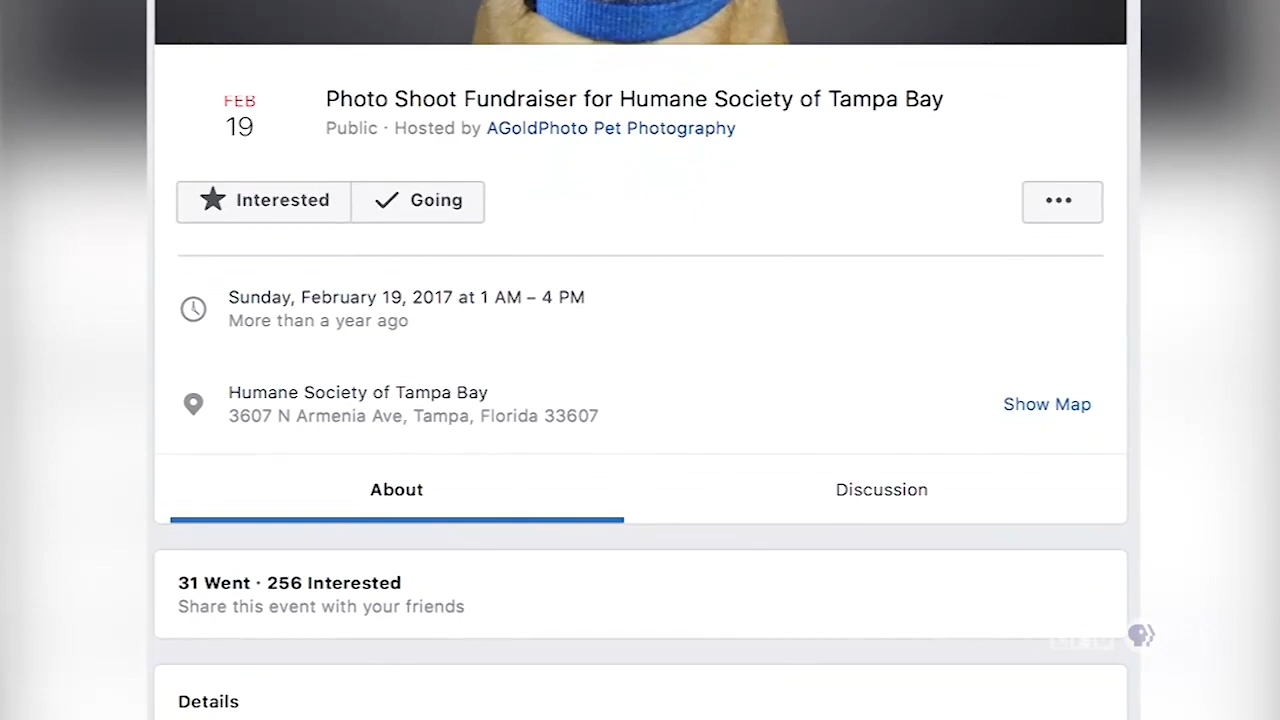 FEB
19
Photo Shoot Fundraiser for Humane Society of Tampa Bay
Public · Hosted by AGoldPhoto Pet Photography
Interested
Going
Sunday, February 19, 2017 at 1 AM – 4 PM
More than a year ago
Humane Society of Tampa Bay
3607 N Armenia Ave, Tampa, Florida 33607
Show Map
About
Discussion
31 Went · 256 Interested
Share this event with your friends
Details